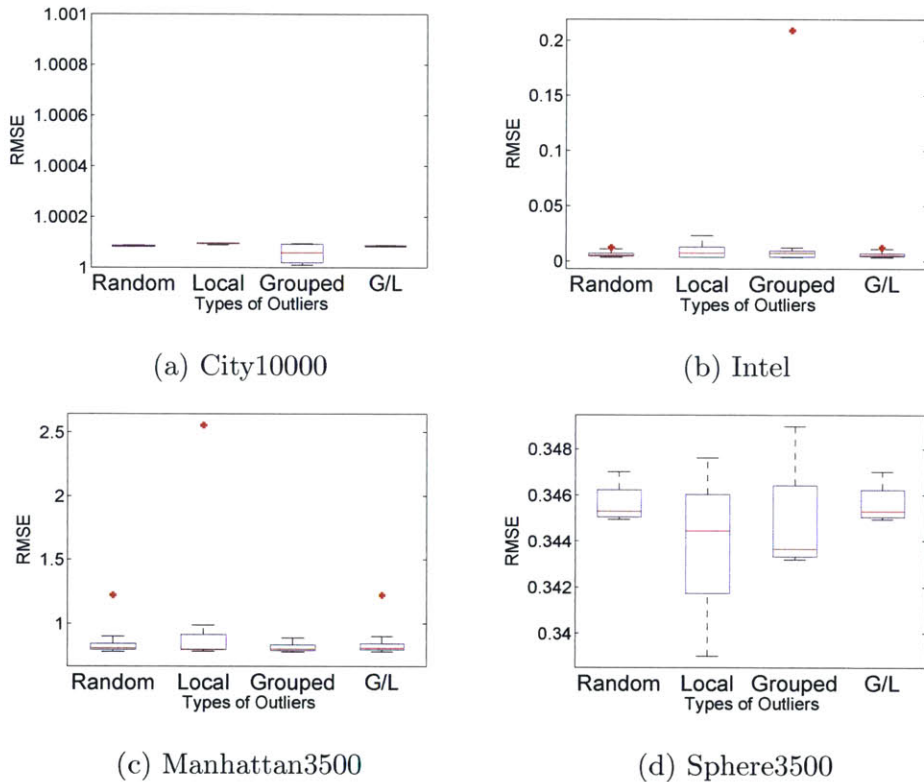 1.001
1.0008
1.0006
1.0004
1.0002
1
RMSE
Random Local Grouped G/L
Types of Outliers
(a) City10000
0.2
0.15
0.1
0.05
0
RMSE
Random Local Grouped G/L
Types of Outliers
(b) Intel
2.5
2
1.5
1
RMSE
Random Local Grouped G/L
Types of Outliers
(c) Manhattan3500
0.348
0.346
0.344
0.342
0.34
RMSE
Random Local Grouped G/L
Types of Outliers
(d) Sphere3500